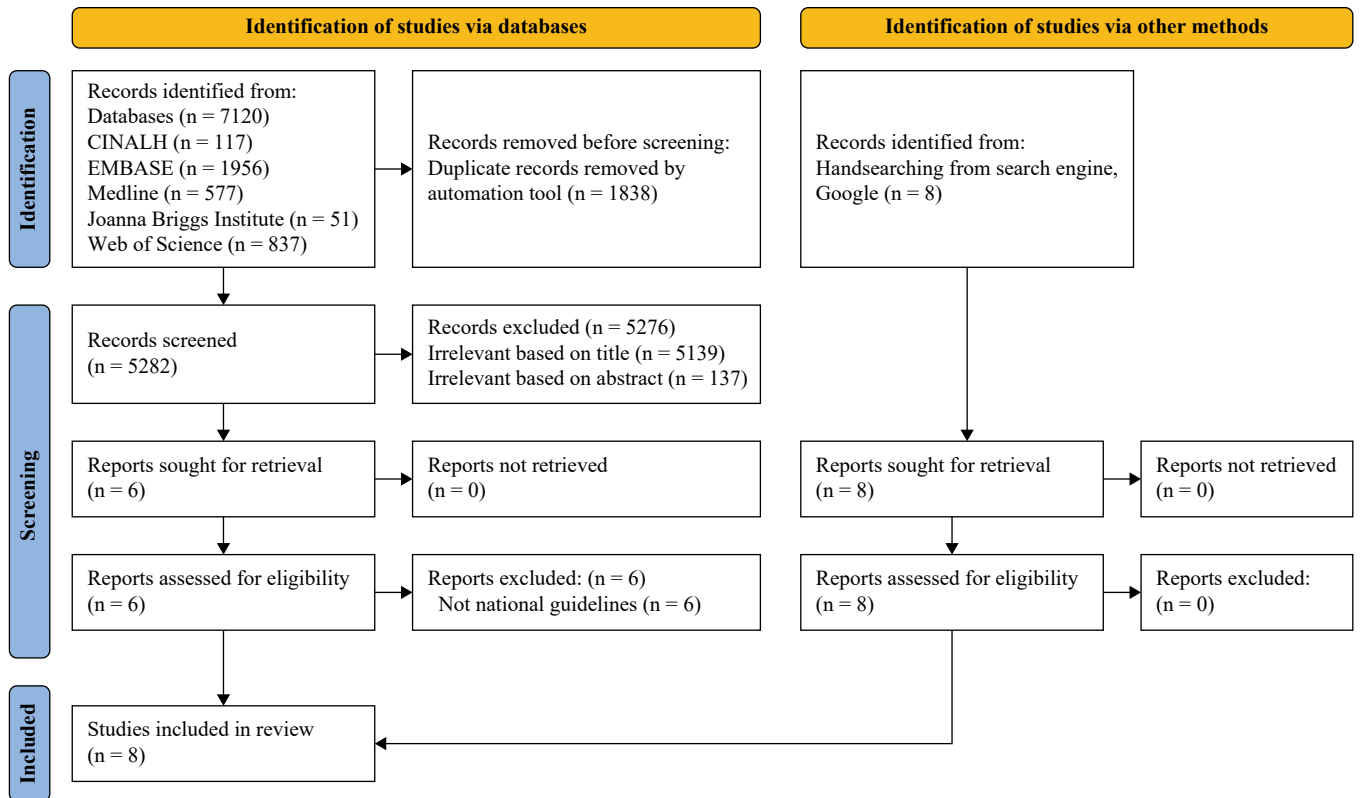 Identification of studies via databases
Identification of studies via other methods
Identification
Records identified from:
Databases (n = 7120)
CINALH (n = 117)
EMBASE (n = 1956)
Medline (n = 577)
Joanna Briggs Institute (n = 51)
Web of Science (n = 837)
Records removed before screening:
Duplicate records removed by
automation tool (n = 1838)
Records identified from:
Handsearching from search engine,
Google (n = 8)
Screening
Records screened
(n = 5282)
Records excluded (n = 5276)
Irrelevant based on title (n = 5139)
Irrelevant based on abstract (n = 137)
Reports sought for retrieval
(n = 6)
Reports not retrieved
(n = 0)
Reports sought for retrieval
(n = 8)
Reports not retrieved
(n = 0)
Reports assessed for eligibility
(n = 6)
Reports excluded: (n = 6)
Not national guidelines (n = 6)
Reports assessed for eligibility
(n = 8)
Reports excluded:
(n = 0)
Included
Studies included in review
(n = 8)